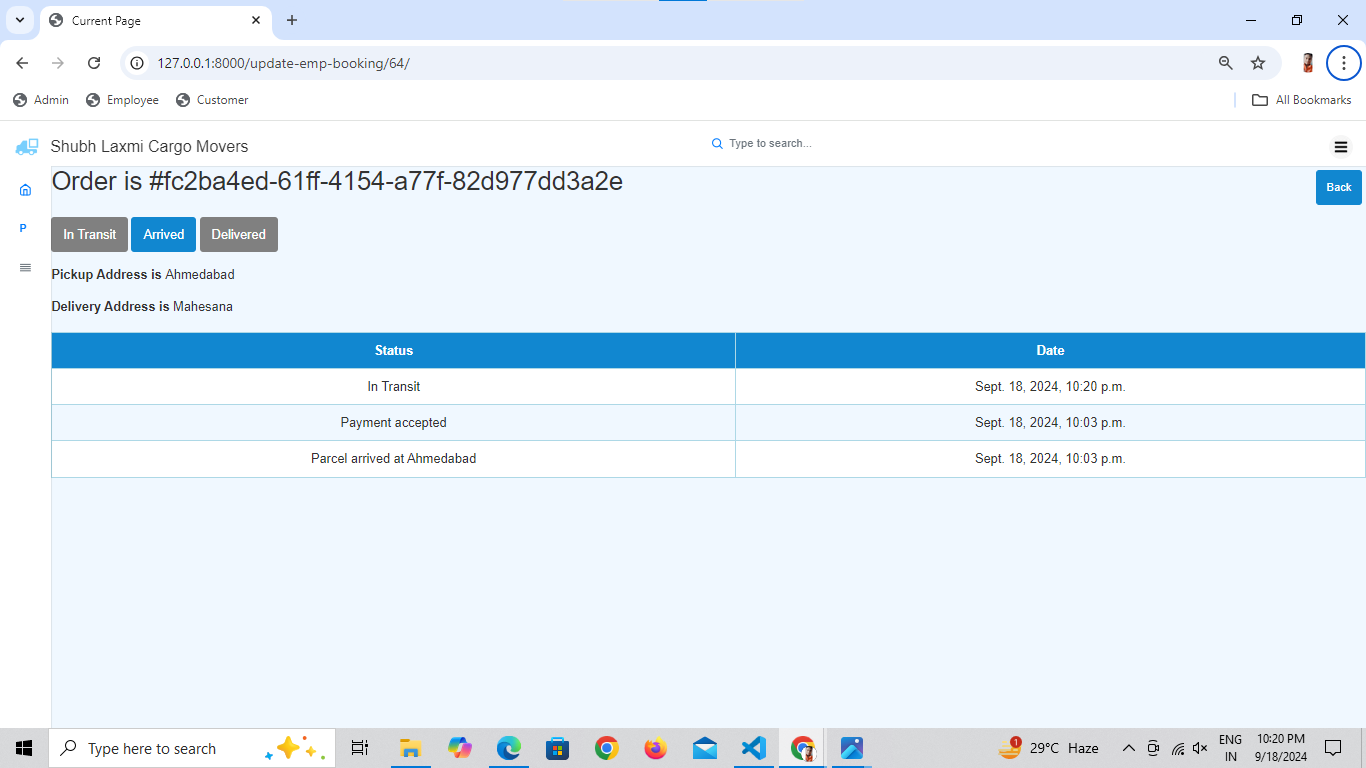 Current Page
127.0.0.1:8000/update-emp-booking/64/
Admin Employee Customer All Bookmarks
Shubh Laxmi Cargo Movers Type to search...
Order is #fc2ba4ed-61ff-4154-a77f-82d977dd3a2e Back
P
In Transit Arrived Delivered
Pickup Address is Ahmedabad
Delivery Address is Mahesana
Status Date
In Transit Sept. 18, 2024, 10:20 p.m.
Payment accepted Sept. 18, 2024, 10:03 p.m.
Parcel arrived at Ahmedabad Sept. 18, 2024, 10:03 p.m.
Type here to search 1 29°C Haze ENG 10:20 PM
IN 9/18/2024